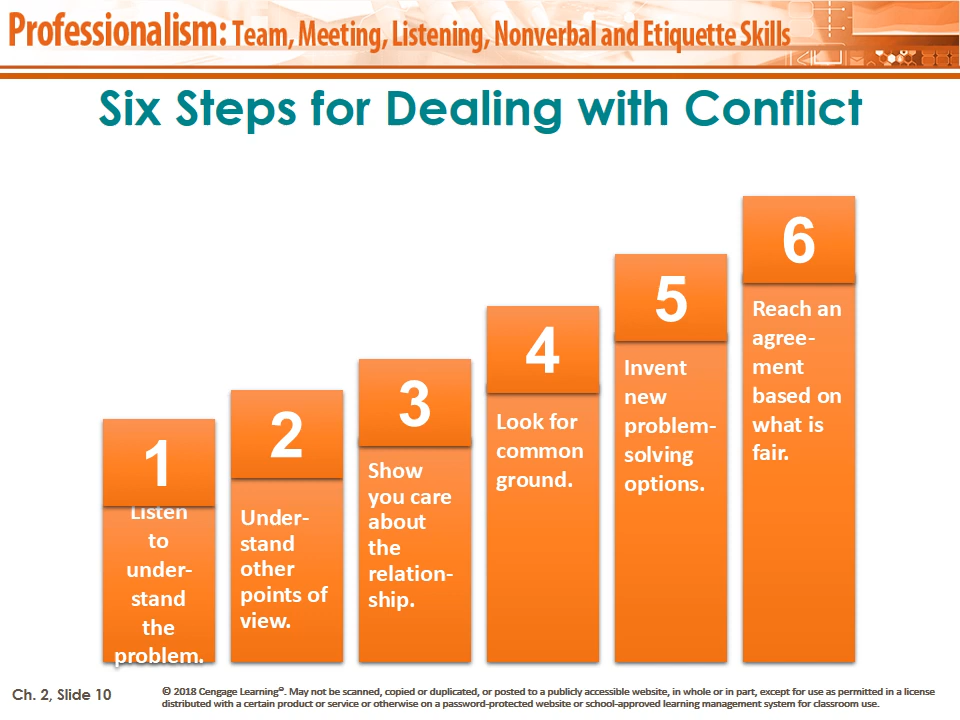 Professionalism: Team, Meeting, Listening, Nonverbal and Etiquette Skills
Six Steps for Dealing with Conflict
1
Listen
to
under-
stand
the
problem.
2
Under-
stand
other
points of
view.
3
Show
you care
about
the
relation-
ship.
4
Look for
common
ground.
5
Invent
new
problem-
solving
options.
6
Reach an
agree-
ment
based on
what is
fair.
Ch. 2, Slide 10
© 2018 Cengage Learning®. May not be scanned, copied or duplicated, or posted to a publicly accessible website, in whole or in part, except for use as permitted in a license
distributed with a certain product or service or otherwise on a password-protected website or school-approved learning management system for classroom use.